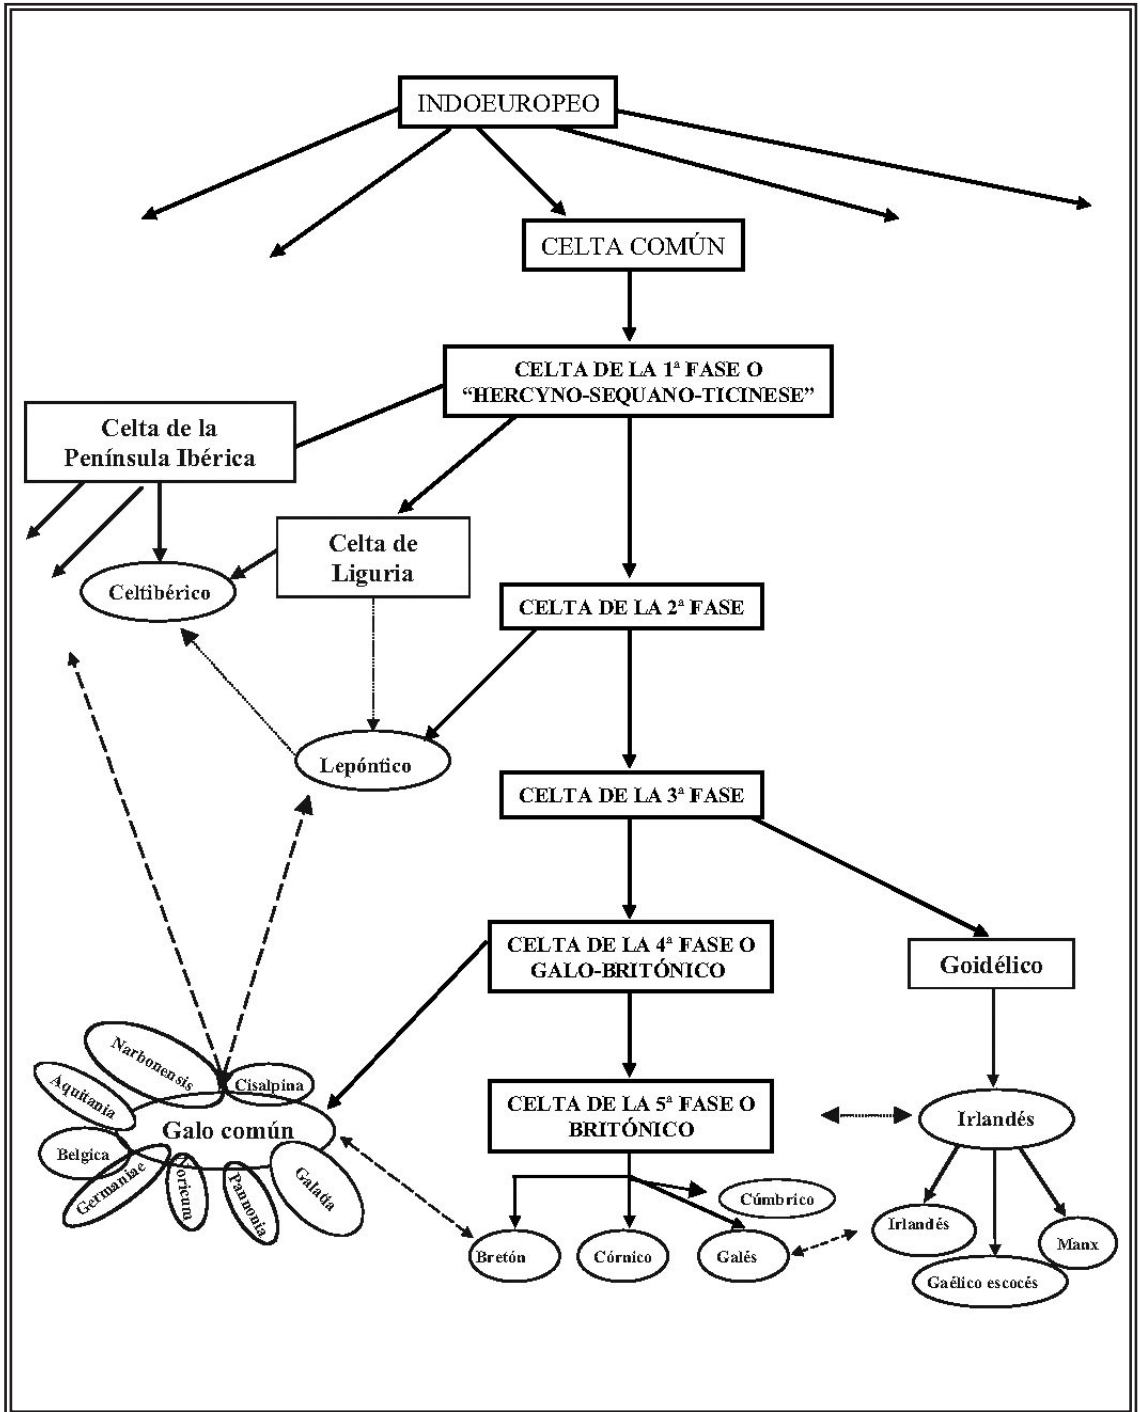 INDOEUROPEO
CELTA COMÚN
CELTA DE LA 1ª FASE O
“HERCYNO-SEQUANO-TICINESE”
Celta de la
Península Ibérica
Celta de
Liguria
Celtibérico
CELTA DE LA 2ª FASE
Lepóntico
CELTA DE LA 3ª FASE
CELTA DE LA 4ª FASE O
GALO-BRITÓNICO
Goidélico
Narbonensis
Cisalpina
Aquitania
Galo común
Belgica
Germaniae
Noricum
Pannonia
Galatia
CELTA DE LA 5ª FASE O
BRITÓNICO
Irlandés
Cúmbrico
Bretón
Córnico
Galés
Irlandés
Manx
Gaélico escocés